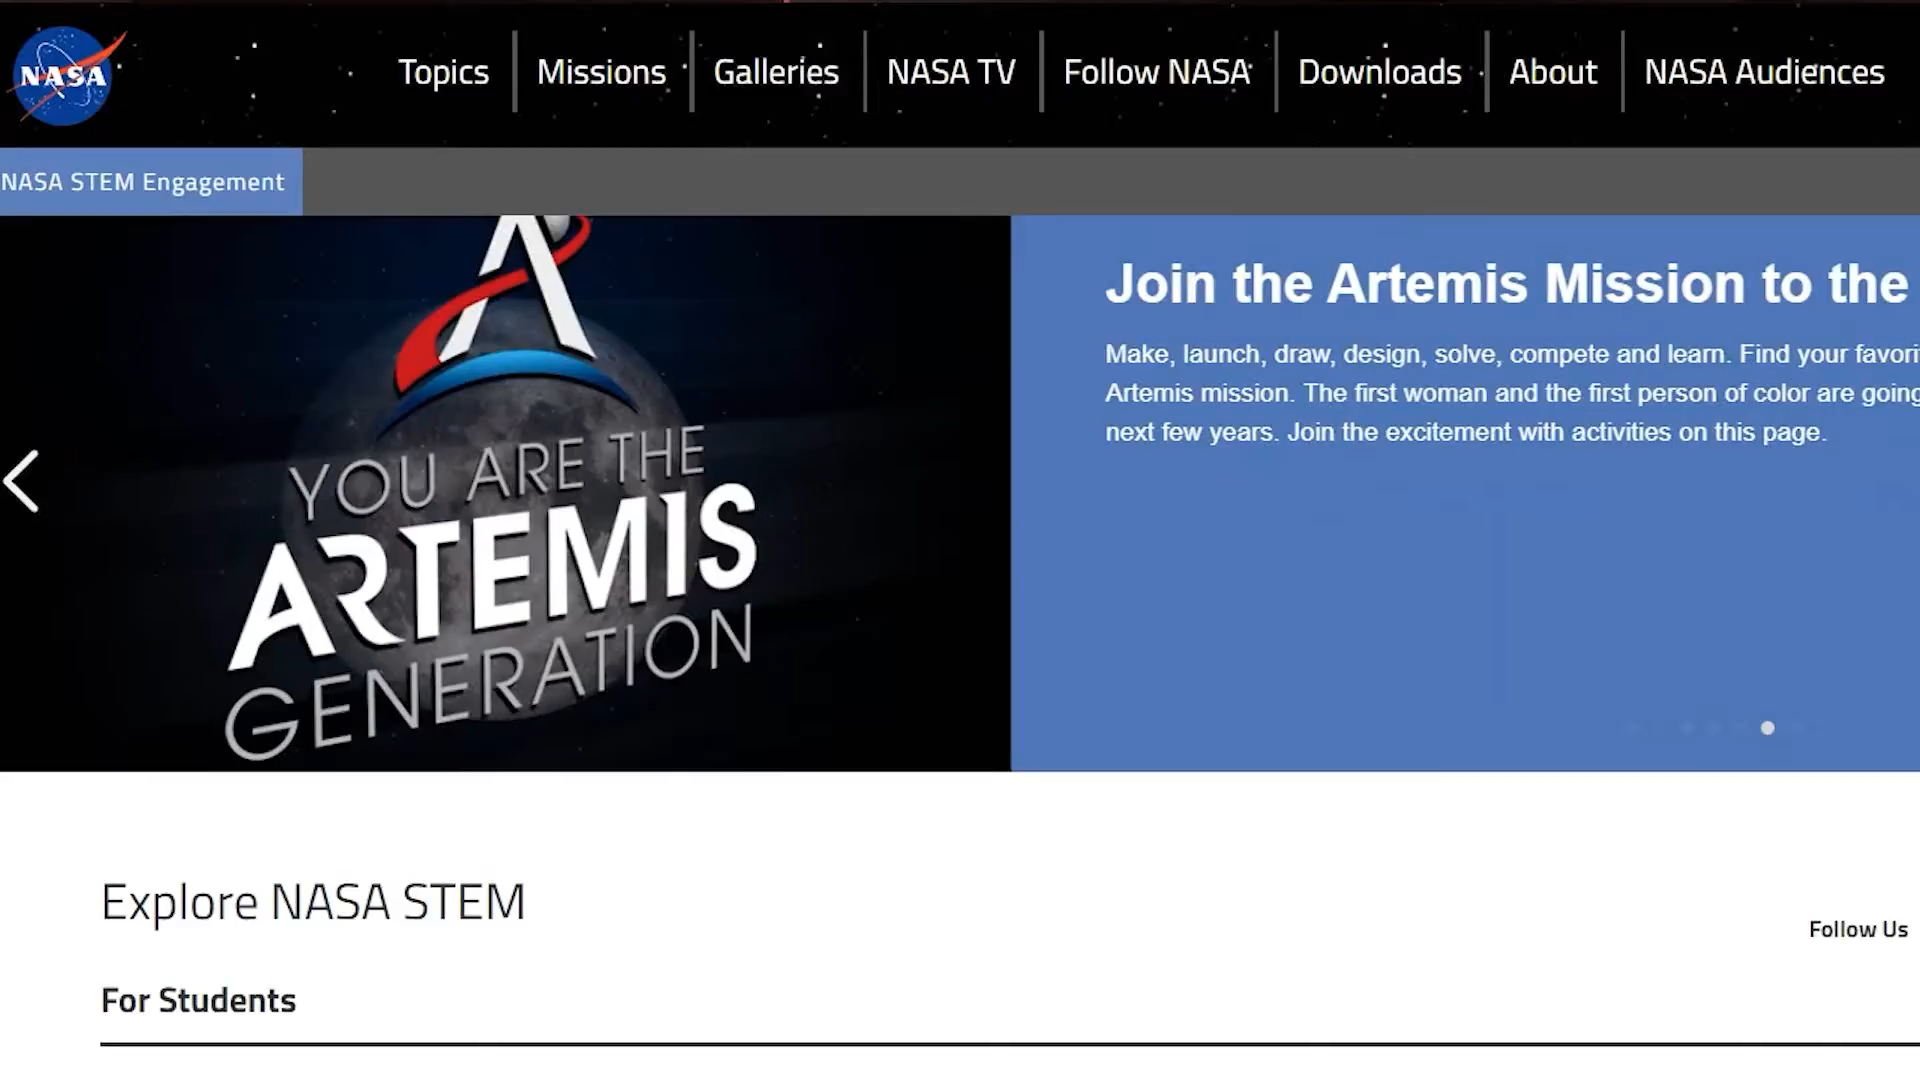 NASA
Topics
Missions
Galleries
NASA TV
Follow NASA
Downloads
About
NASA Audiences
NASA STEM Engagement
YOU ARE THE
ARTEMIS
GENERATION
Join the Artemis Mission to the
Make, launch, draw, design, solve, compete and learn. Find your
Artemis mission. The first woman and the first person of color are going
next few years. Join the excitement with activities on this page.
Explore NASA STEM
Follow Us
For Students